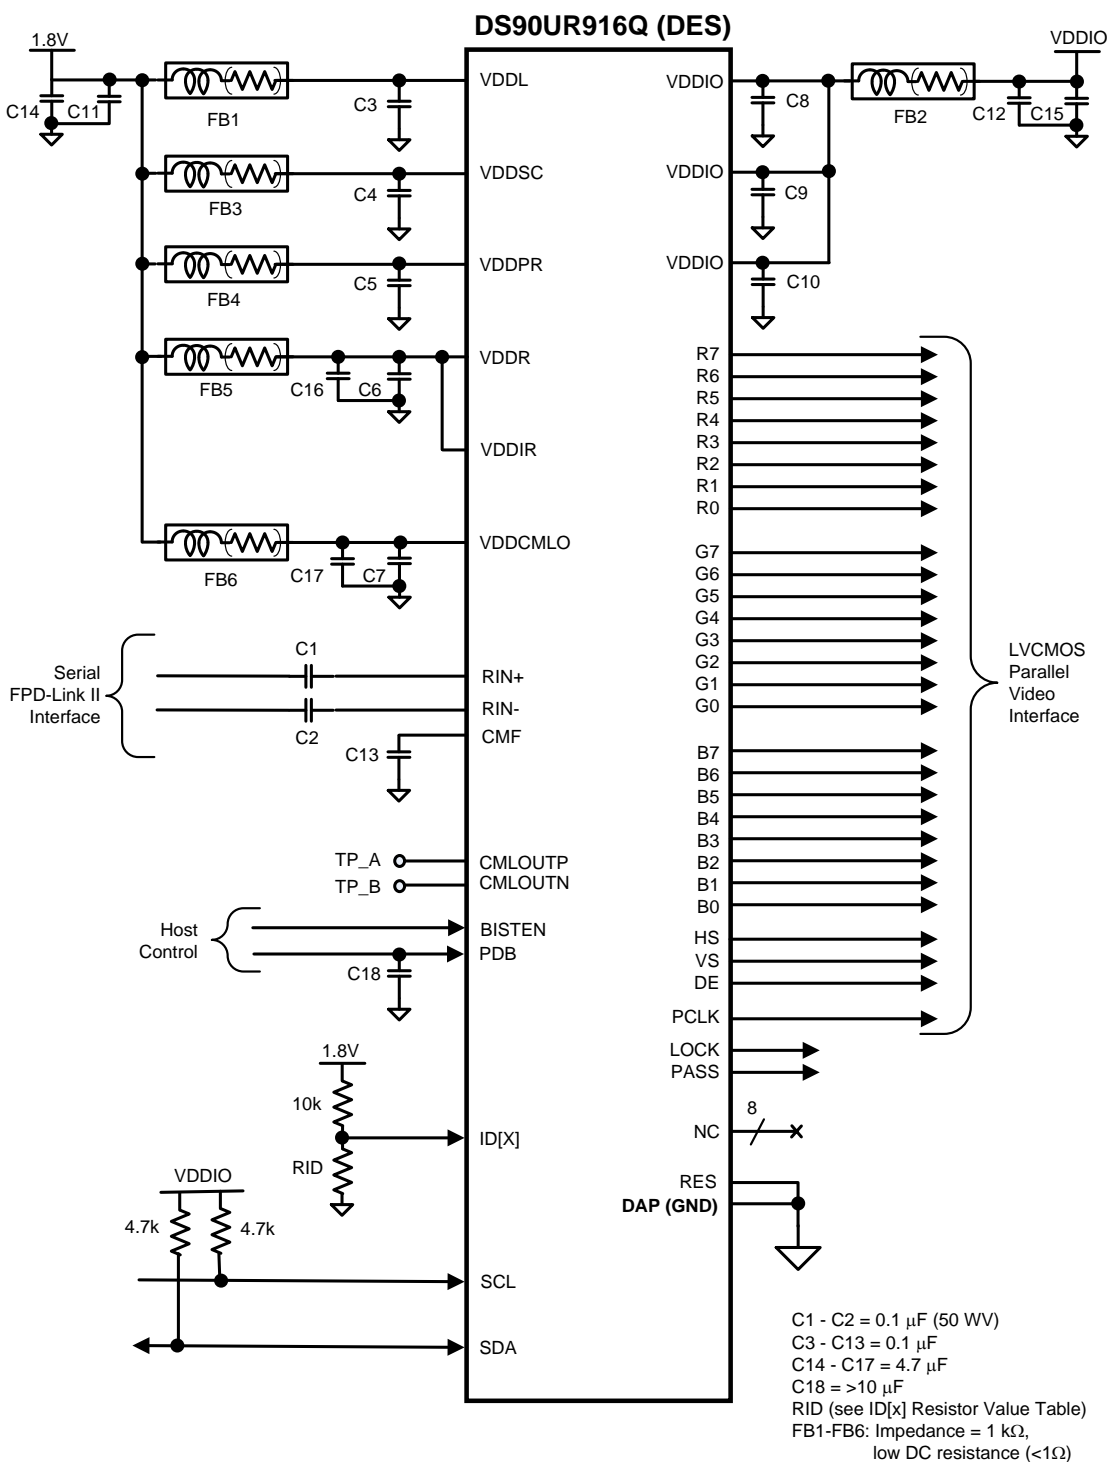 DS90UR916Q (DES)
1.8V
VDDIO
C14
C11
FB1
C3
VDDL
VDDIO
C8
FB2
C12
C15
FB3
C4
VDDSC
VDDIO
C9
FB4
C5
VDDPR
VDDIO
C10
FB5
C16
C6
VDDR
VDDIR
FB6
C17
C7
VDDCMLO
R7
R6
R5
R4
R3
R2
R1
R0
G7
G6
G5
G4
G3
G2
G1
G0
B7
B6
B5
B4
B3
B2
B1
B0
HS
VS
DE
PCLK
LVCMOS
Parallel
Video
Interface
Serial
FPD-Link II
Interface
C1
C2
C13
RIN+
RIN-
CMF
TP_A
TP_B
CMLOUTP
CMLOUTN
Host
Control
BISTEN
PDB
C18
LOCK
PASS
1.8V
10k
RID
ID[X]
NC
8
RES
DAP (GND)
VDDIO
4.7k
4.7k
SCL
SDA
C1 - C2 = 0.1 μF (50 WV)
C3 - C13 = 0.1 μF
C14 - C17 = 4.7 μF
C18 = >10 μF
RID (see ID[x] Resistor Value Table)
FB1-FB6: Impedance = 1 kΩ,
low DC resistance (<1Ω)